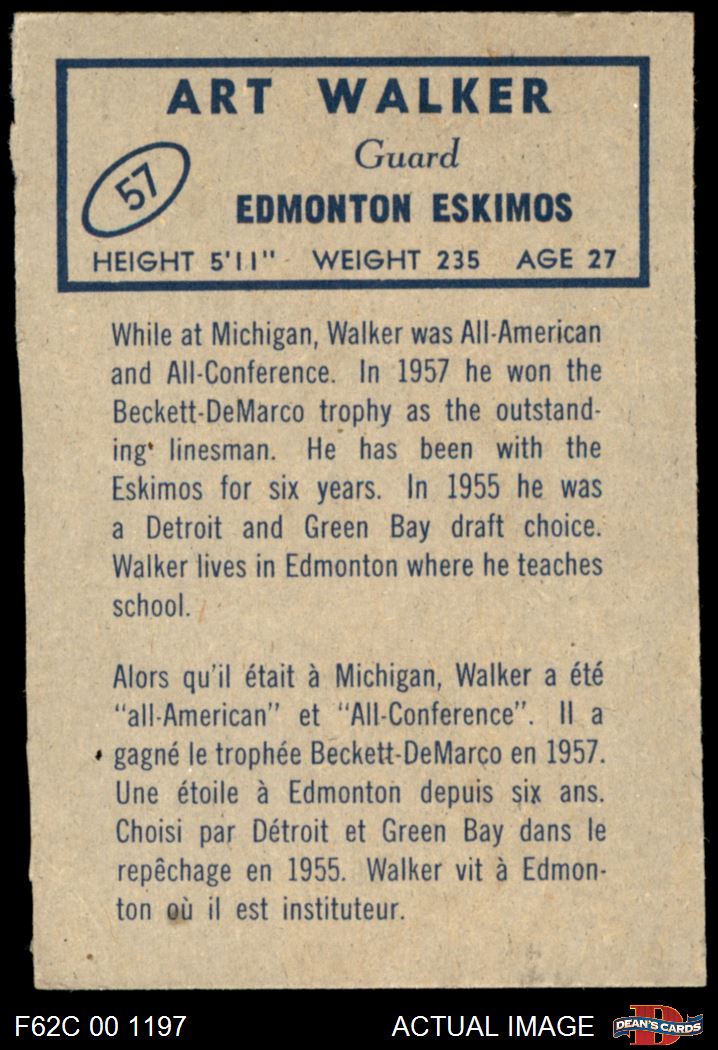 ART WALKER
Guard
57
EDMONTON ESKIMOS
HEIGHT 5'11" WEIGHT 235 AGE 27
While at Michigan, Walker was All-American
and All-Conference. In 1957 he won the
Beckett-DeMarco trophy as the outstand-
ing linesman. He has been with the
Eskimos for six years. In 1955 he was
a Detroit and Green Bay draft choice.
Walker lives in Edmonton where he teaches
school.
Alors qu'il était à Michigan, Walker a été
"all-American" et "All-Conference". Il a
gagné le trophée Beckett-DeMarco en 1957.
Une étoile à Edmonton depuis six ans.
Choisi par Détroit et Green Bay dans le
repêchage en 1955. Walker vit à Edmon-
ton où il est instituteur.
F62C 00 1197 ACTUAL IMAGE
D
DEAN'S CARDS